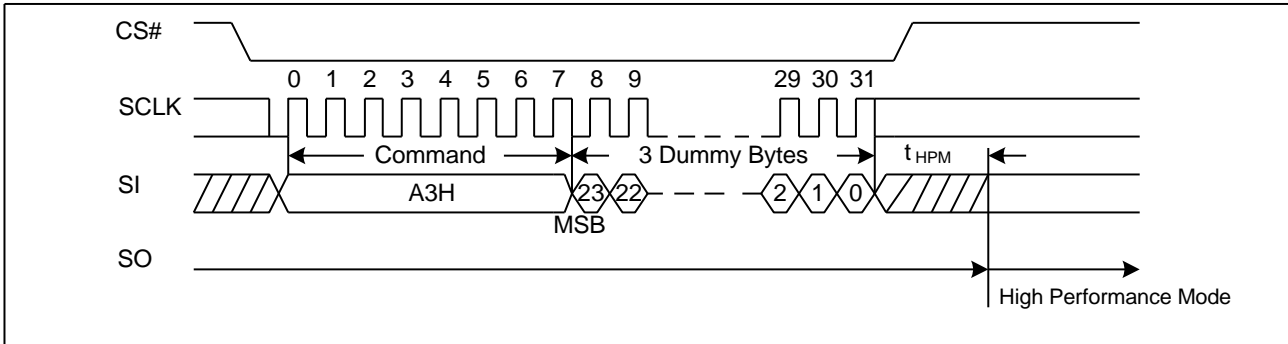 CS#
0 1 2 3 4 5 6 7 8 9 29 30 31
SCLK
Command 3 Dummy Bytes tHPM
SI A3H 23 22 2 1 0
MSB
SO
High Performance Mode